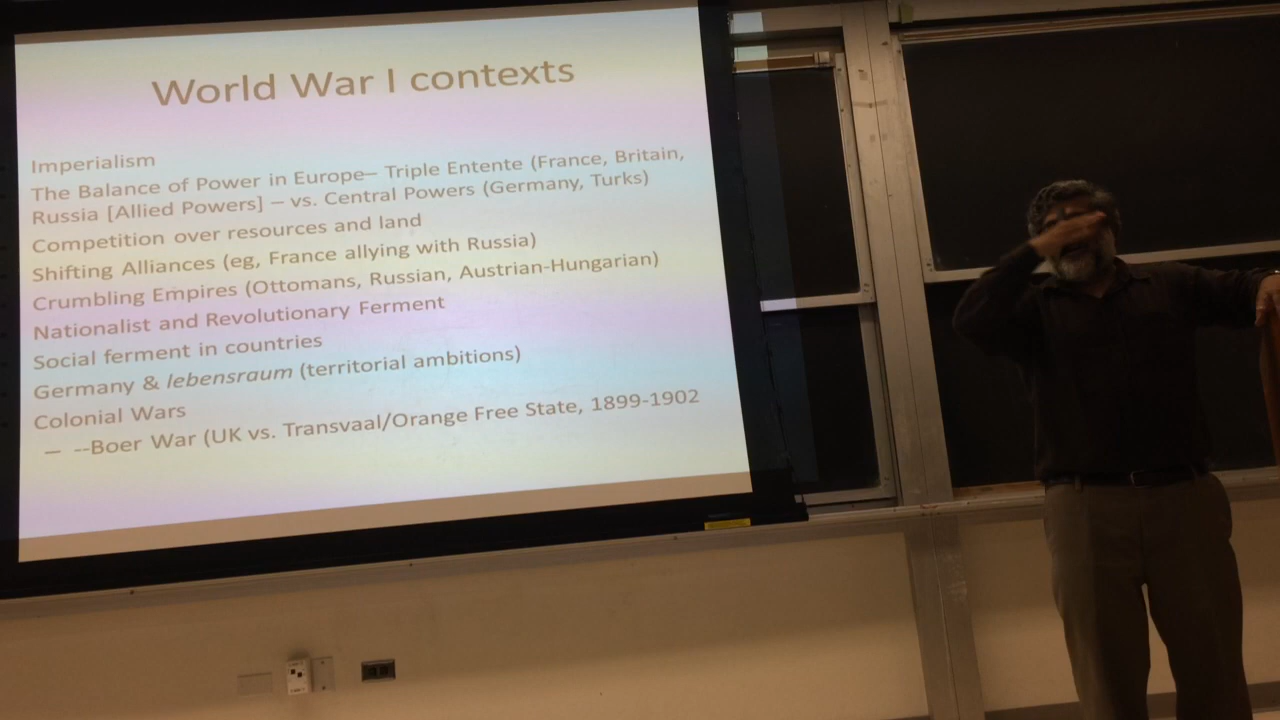 World War I contexts
Imperialism
The Balance of Power in Europe– Triple Entente (France, Britain,
Russia [Allied Powers] – vs. Central Powers (Germany, Turks)
Competition over resources and land
Shifting Alliances (eg, France allying with Russia)
Crumbling Empires (Ottomans, Russian, Austrian-Hungarian)
Nationalist and Revolutionary Ferment
Social ferment in countries
Germany & lebensraum (territorial ambitions)
Colonial Wars
– --Boer War (UK vs. Transvaal/Orange Free State, 1899-1902